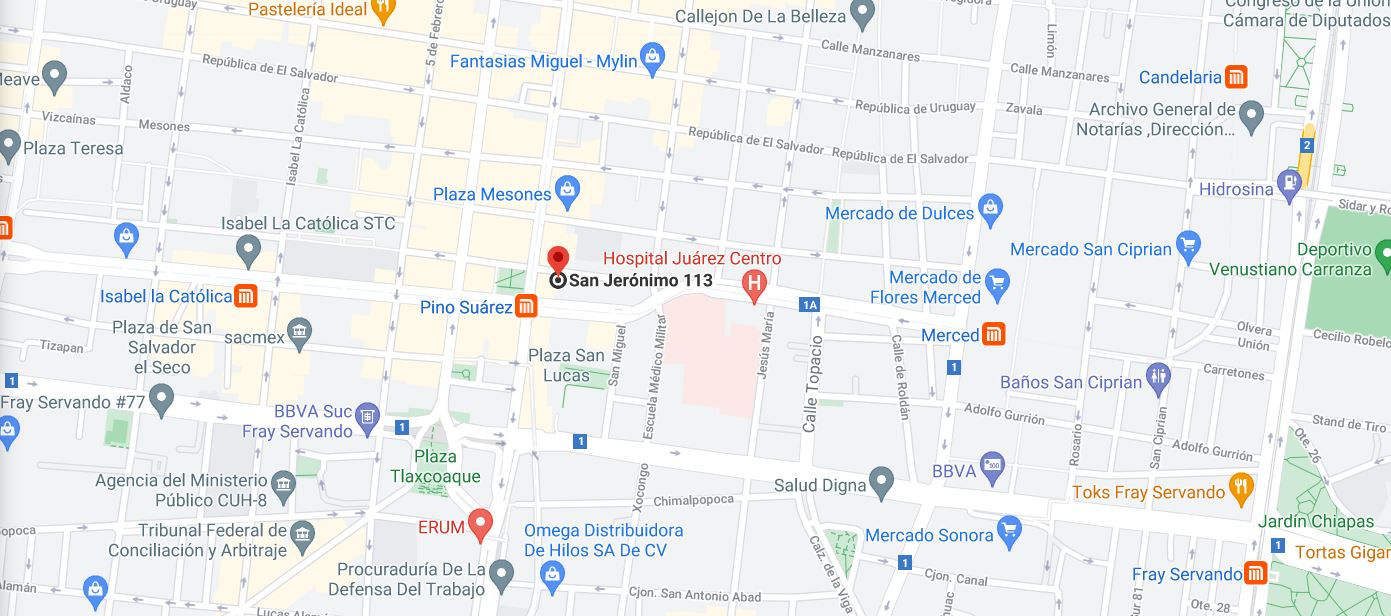 Pastelería Ideal
5 de Febrero
Callejon De La Belleza
Congreso de la Unión
Cámara de Diputados
Calle Manzanares
Limón
Fantasias Miguel - Mylin
República de El Salvador
Calle Manzanares
Candelaria
Meave
Aldaco
Isabel La Católica
República de Uruguay
Zavala
Archivo General de
Notarías ,Dirección...
Vizcaínas
Mesones
República de El Salvador
República de El Salvador
2
Plaza Teresa
Plaza Mesones
Hidrosina
Mercado de Dulces
Isabel La Católica STC
Mercado San Ciprian
Deportivo
Venustiano Carranza
Hospital Juárez Centro
H
San Jerónimo 113
Mercado de
Flores Merced
Isabel la Católica
Pino Suárez
1A
Merced
Plaza de San
Salvador
el Seco
sacmex
Tizapan
San Miguel
Escuela Médico Militar
Jesús María
Calle Topacio
Calle de Roldán
Olvera
Unión
Plaza San
Lucas
1
1
Carretones
Baños San Ciprian
Fray Servando #77
BBVA Suc
Fray Servando
1
1
Adolfo Gurrión
Adolfo Gurrión
Rosario
San Ciprian
Stand de Tiro
Ote. 26
Plaza
Tlaxcoaque
BBVA
Agencia del Ministerio
Público CUH-8
Xocongo
Chimalpopoca
Salud Digna
Toks Fray Servando
ERUM
Omega Distribuidora
De Hilos SA De CV
Tribunal Federal de
Conciliación y Arbitraje
Mercado Sonora
Jardín Chiapas
1
1
Calz. de la Viga
Procuraduría De La
Defensa Del Trabajo
Cjon. Canal
Fray Servando
Cjon. San Antonio Abad
Sur 81
Ote. 28
Lucas Alamán